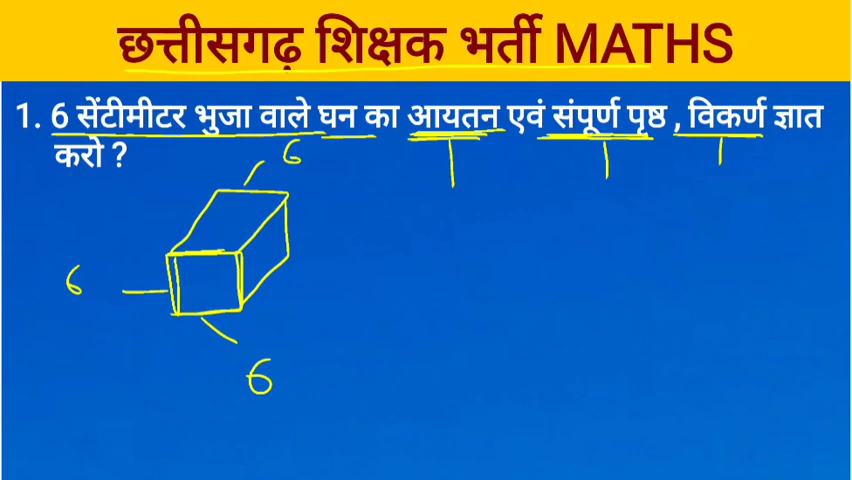 छत्तीसगढ़ शिक्षक भर्ती MATHS
1. 6 सेंटीमीटर भुजा वाले घन का आयतन एवं संपूर्ण पृष्ठ , विकर्ण ज्ञात
करो ?
6
6
6